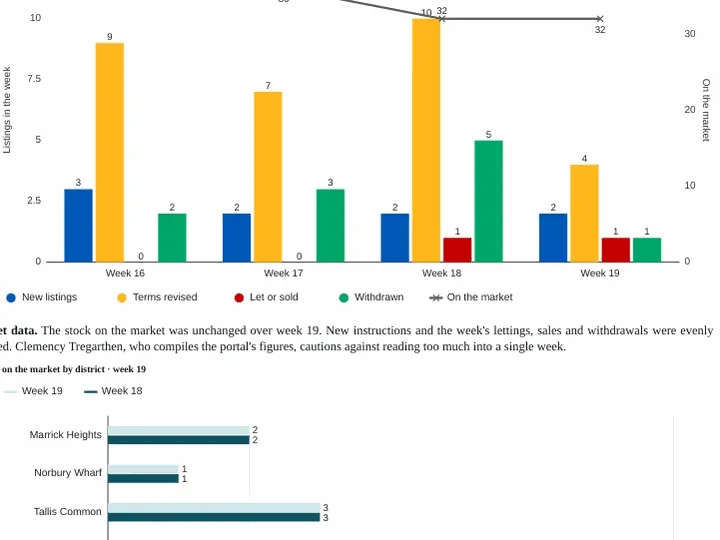 10
7.5
5
2.5
0
Listings in the week
30
20
10
0
On the market
10 32
32
9
7
5
4
3
2
0
2
3
0
2
1
2
1
1
Week 16
Week 17
Week 18
Week 19
New listings
Terms revised
Let or sold
Withdrawn
On the market
et data. The stock on the market was unchanged over week 19. New instructions and the week's lettings, sales and withdrawals were evenly
ed. Clemency Tregarthen, who compiles the portal's figures, cautions against reading too much into a single week.
on the market by district · week 19
Week 19
Week 18
Marrick Heights
2
2
Norbury Wharf
1
1
Tallis Common
3
3